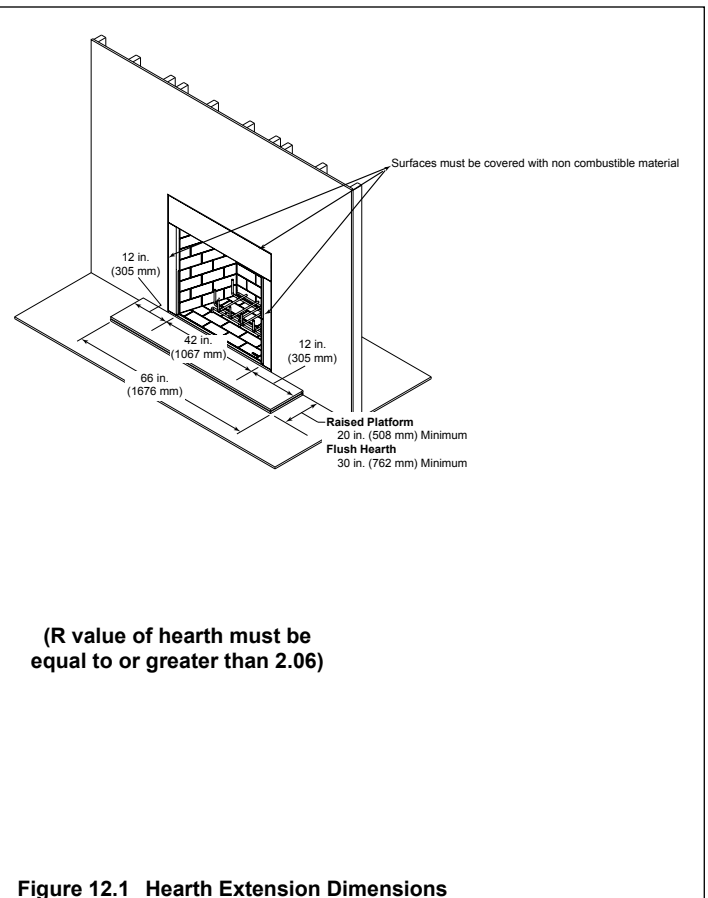 Surfaces must be covered with non combustible material
12 in.
(305 mm)
42 in.
(1067 mm)
12 in.
(305 mm)
66 in.
(1676 mm)
Raised Platform
20 in. (508 mm) Minimum
Flush Hearth
30 in. (762 mm) Minimum
(R value of hearth must be
equal to or greater than 2.06)
Figure 12.1 Hearth Extension Dimensions